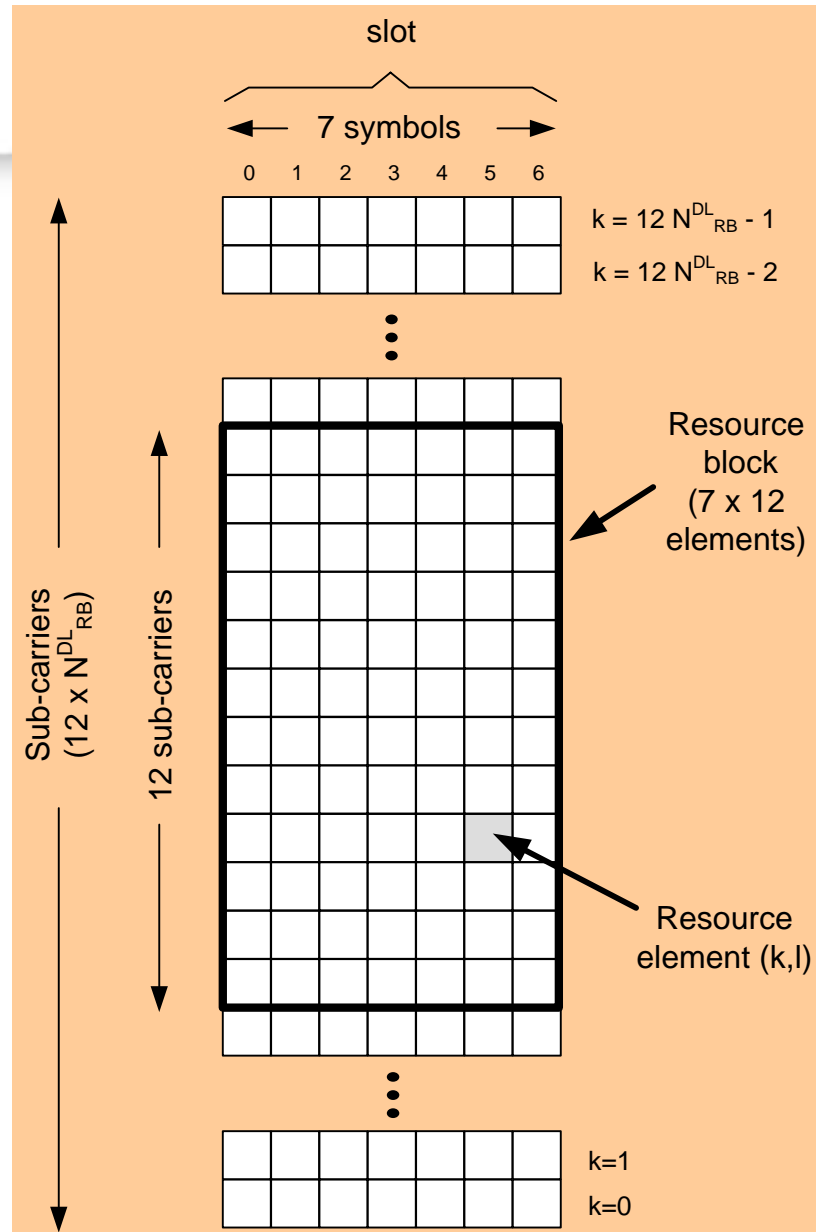 slot
7 symbols
0 1 2 3 4 5 6
k = 12 N^DL_RB - 1
k = 12 N^DL_RB - 2
Resource
block
(7 x 12
elements)
Sub-carriers
(12 x N^DL_RB)
12 sub-carriers
Resource
element (k,l)
k=1
k=0